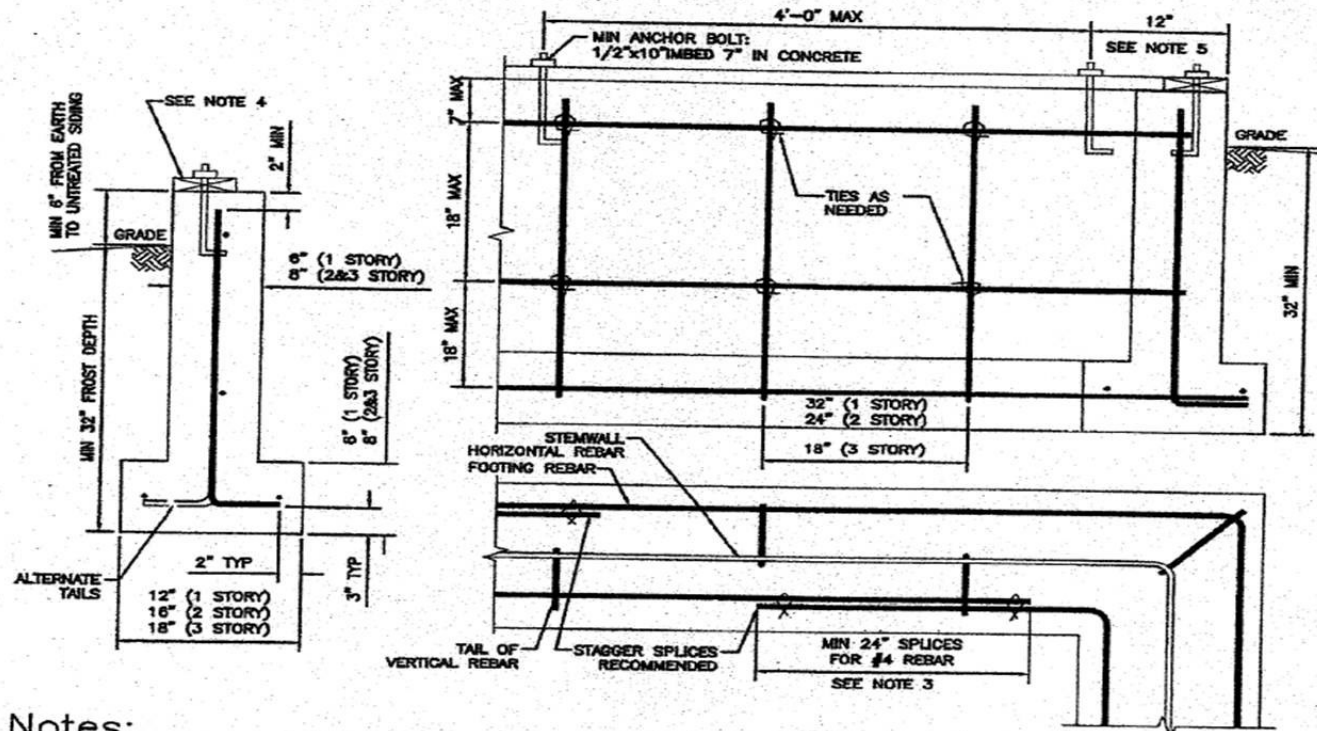 4'-0" MAX
12"
MIN ANCHOR BOLT:
1/2"x10"IMBED 7" IN CONCRETE
SEE NOTE 5
SEE NOTE 4
2" MIN
7" MAX
MIN 6" FROM EARTH
TO UNTREATED SIDING
GRADE
GRADE
TIES AS
NEEDED
18" MAX
6" (1 STORY)
8" (2&3 STORY)
32" MIN
MIN 32" FROST DEPTH
18" MAX
6" (1 STORY)
8" (2&3 STORY)
32" (1 STORY)
24" (2 STORY)
18" (3 STORY)
STEMWALL
HORIZONTAL REBAR
FOOTING REBAR
2" TYP
3" TYP
ALTERNATE
TAILS
12" (1 STORY)
16" (2 STORY)
18" (3 STORY)
TAIL OF
VERTICAL REBAR
STAGGER SPLICES
RECOMMENDED
MIN 24" SPLICES
FOR #4 REBAR
SEE NOTE 3
Notes: